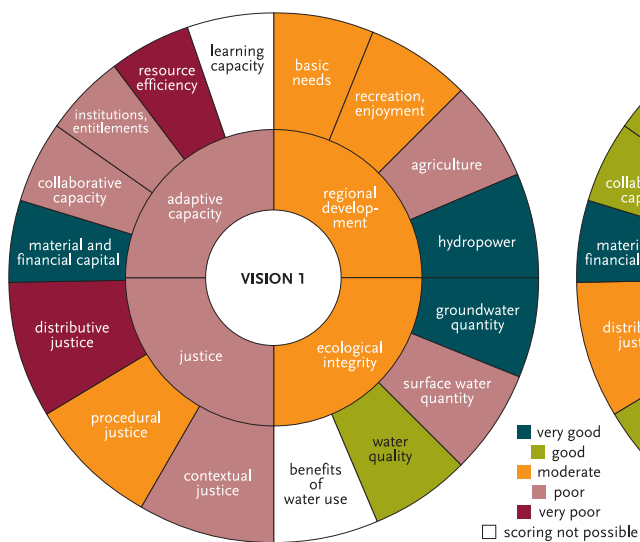 learning
capacity
basic
needs
resource
efficiency
recreation,
enjoyment
institutions,
entitlements
agriculture
collaborative
capacity
adaptive
capacity
regional
develop-
ment
hydropower
material and
financial capital
VISION 1
groundwater
quantity
distributive
justice
justice
ecological
integrity
surface water
quantity
procedural
justice
water
quality
contextual
justice
benefits
of
water use
very good
good
moderate
poor
very poor
scoring not possible